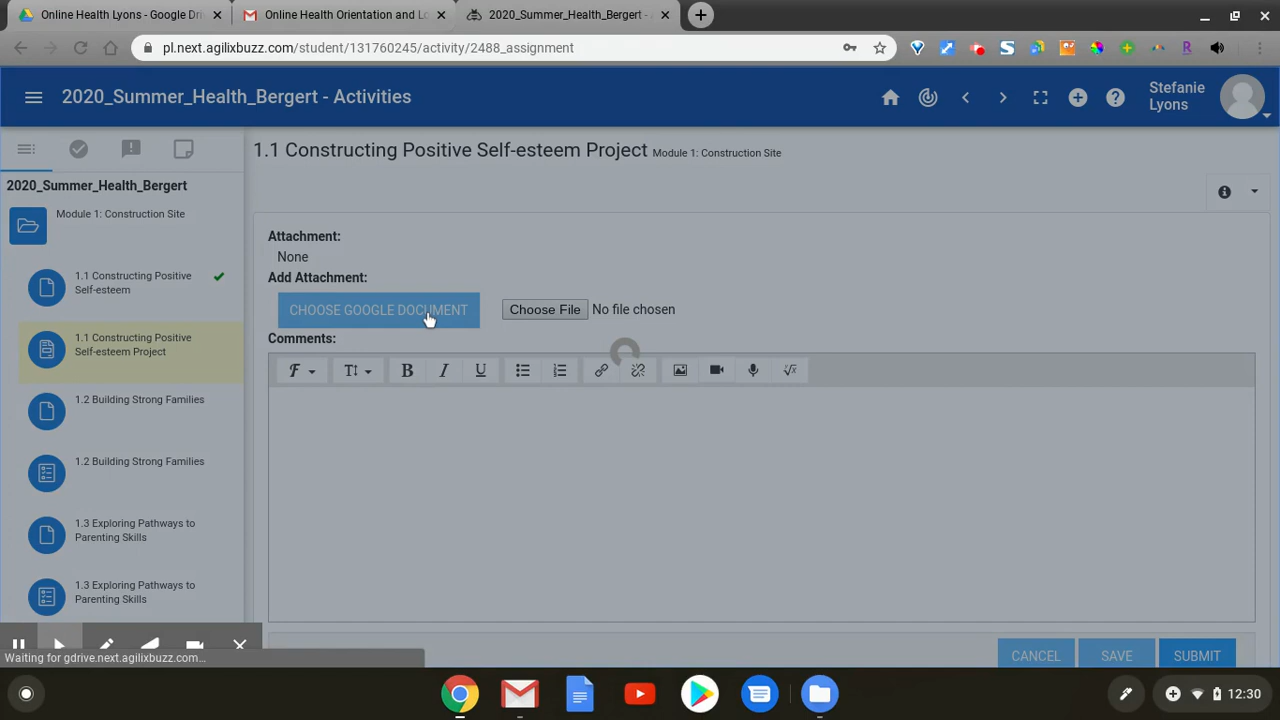 Online Health Lyons - Google Dri
Online Health Orientation and Lo
2020_Summer_Health_Bergert -
pl.next.agilixbuzz.com/student/131760245/activity/2488_assignment
2020_Summer_Health_Bergert - Activities
Stefanie
Lyons
1.1 Constructing Positive Self-esteem Project Module 1: Construction Site
2020_Summer_Health_Bergert
Module 1: Construction Site
1.1 Constructing Positive
Self-esteem
1.1 Constructing Positive
Self-esteem Project
1.2 Building Strong Families
1.2 Building Strong Families
1.3 Exploring Pathways to
Parenting Skills
1.3 Exploring Pathways to
Parenting Skills
Attachment:
None
Add Attachment:
CHOOSE GOOGLE DOCUMENT
Choose File No file chosen
Comments:
CANCEL
SAVE
SUBMIT
Waiting for gdrive.next.agilixbuzz.com...
12:30